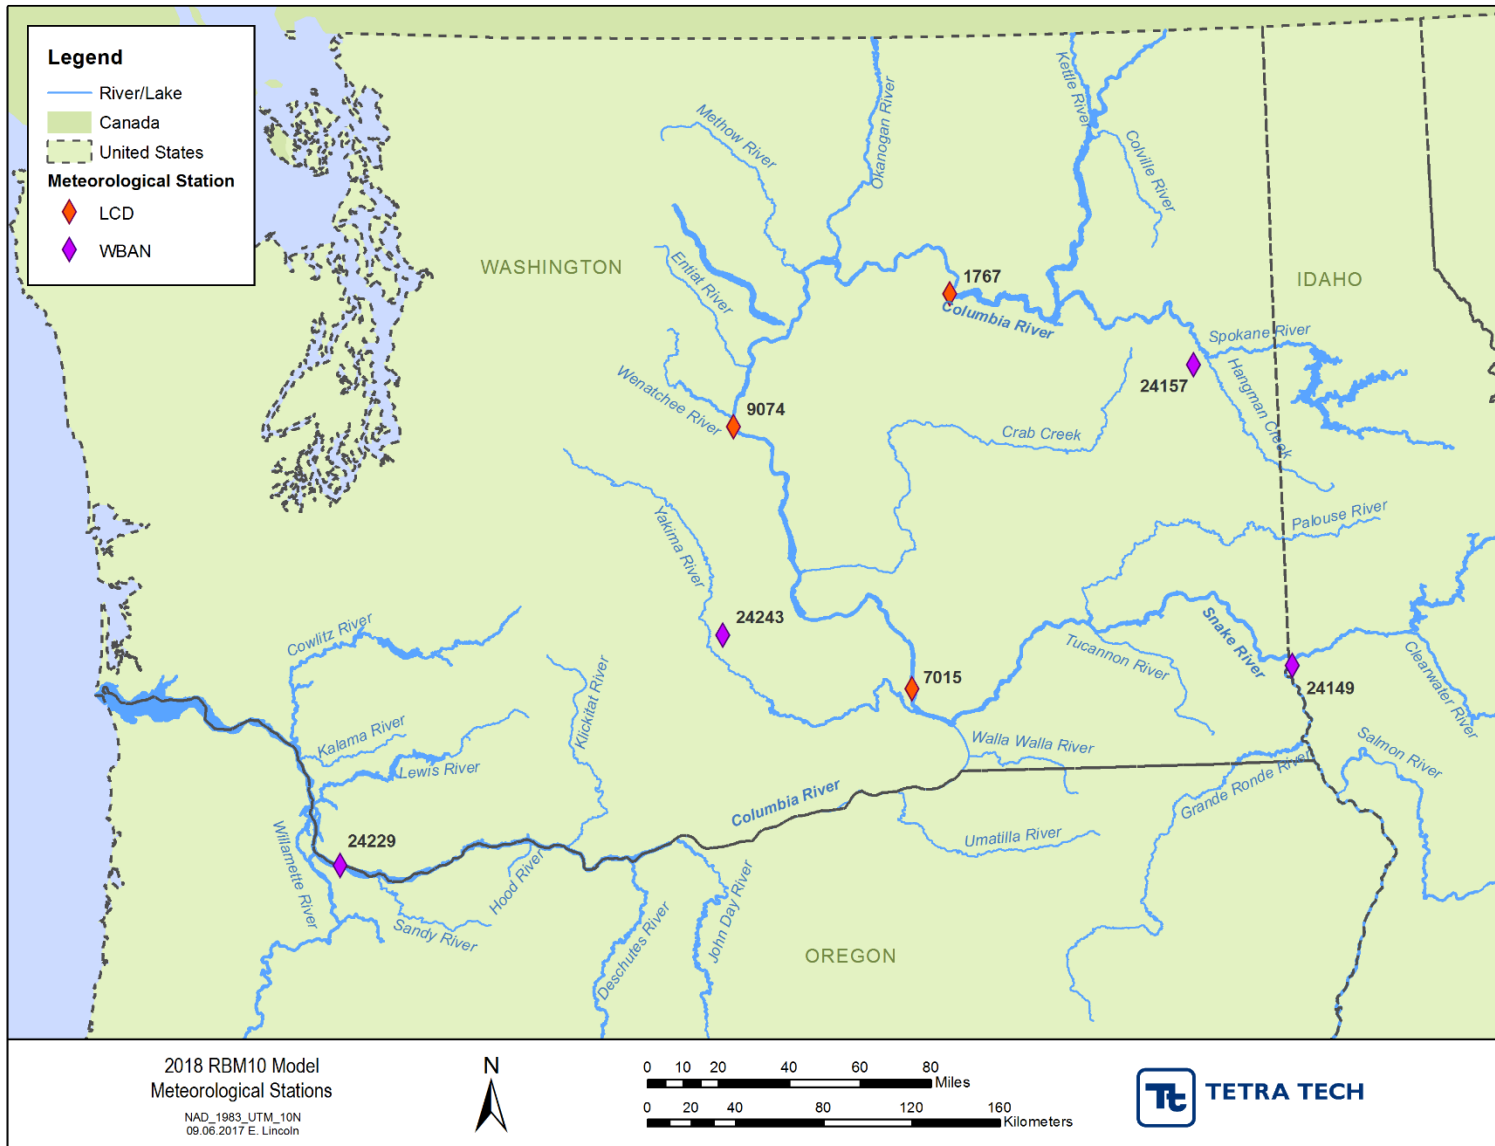 Legend
River/Lake
Canada
United States
Meteorological Station
LCD
WBAN
WASHINGTON
IDAHO
OREGON
Methow River
Okanogan River
Kettle River
Colville River
Entiat River
1767
Columbia River
Spokane River
24157
Hangman Creek
Wenatchee River
9074
Crab Creek
Palouse River
Yakima River
24243
Cowlitz River
Klickitat River
7015
Tucannon River
Snake River
24149
Clearwater River
Kalama River
Lewis River
Walla Walla River
Salmon River
Grande Ronde River
Columbia River
Umatilla River
24229
Willamette River
Hood River
Sandy River
Deschutes River
John Day River
2018 RBM10 Model
Meteorological Stations
NAD_1983_UTM_10N
09.06.2017 E. Lincoln
N
0 10 20 40 60 80
Miles
0 20 40 80 120 160
Kilometers
Tt
TETRA TECH